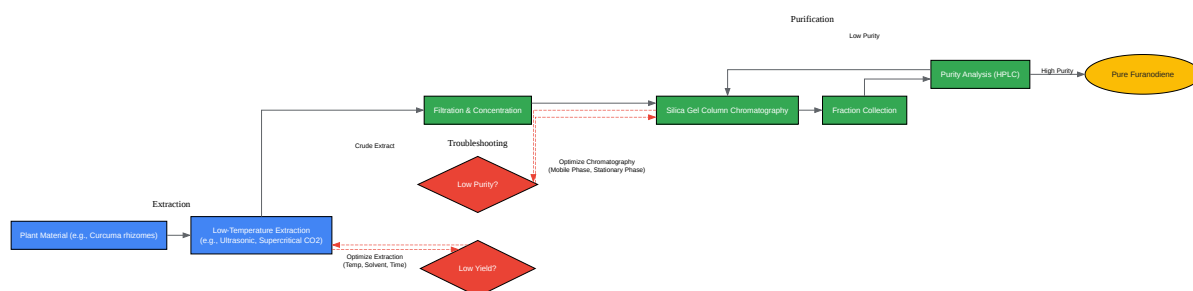 Purification
Low Purity
Purity Analysis (HPLC)
High Purity
Pure Furanodiene
Filtration & Concentration
Silica Gel Column Chromatography
Fraction Collection
Crude Extract
Troubleshooting
Optimize Chromatography
(Mobile Phase, Stationary Phase)
Low Purity?
Extraction
Plant Material (e.g., Curcuma rhizomes)
Low-Temperature Extraction
(e.g., Ultrasonic, Supercritical CO2)
Optimize Extraction
(Temp, Solvent, Time)
Low Yield?